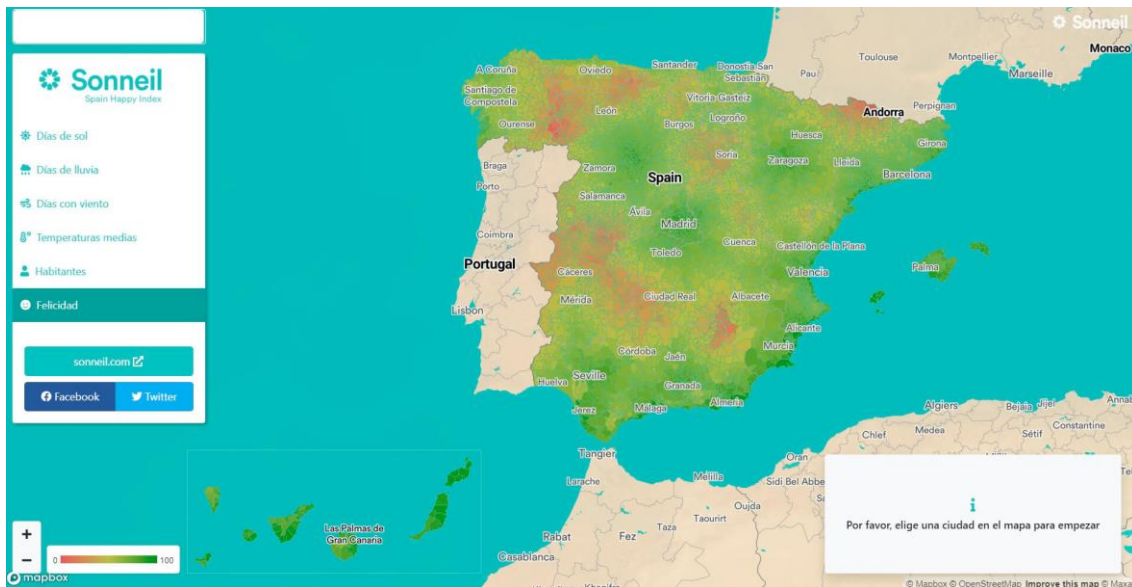 Sonneil
Spain Happy Index
Días de sol
Días de lluvia
Días con viento
Temperaturas medias
Habitantes
Felicidad
sonneil.com
Facebook
Twitter
+
−
0
100
mapbox
Sonneil
Toulouse
Montpellier
Monaco
Marseille
Pau
Perpignan
Andorra
A Coruña
Oviedo
Santander
Donostia-San
Sebastián
Santiago de
Compostela
León
Vitoria-Gasteiz
Logroño
Burgos
Ourense
Huesca
Girona
Soria
Zaragoza
Lleida
Barcelona
Braga
Porto
Zamora
Spain
Salamanca
Ávila
Madrid
Coimbra
Toledo
Cuenca
Castellón de la Plana
Portugal
Cáceres
Valencia
Palma
Mérida
Ciudad Real
Albacete
Lisbon
Alicante
Murcia
Córdoba
Jaén
Huelva
Seville
Granada
Jerez
Málaga
Almeria
Algiers
Bejaia
Jijel
Annab
Chlef
Medea
Sétif
Constantine
Tangier
Oran
Larache
Melilla
Sidi Bel Abbe
Oujda
Taourirt
Taza
Rabat
Fez
Casablanca
Las Palmas de
Gran Canaria
i
Por favor, elige una ciudad en el mapa para empezar
© Mapbox © OpenStreetMap Improve this map © Maxa